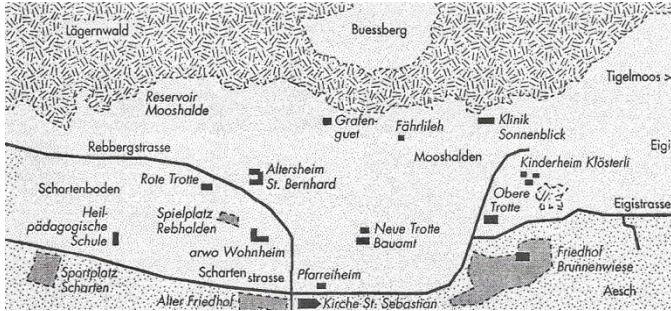 Lägernwald
Buessberg
Tigelmoos >
Reservoir
Mooshalde
Grafen-
guet
Fährlileh
Klinik
Sonnenblick
Eigi
Rebbergstrasse
Mooshalden
Kinderheim Klösterli
Altersheim
St. Bernhard
Rote Trotte
Schartenboden
Obere
Trotte
Eigistrasse
Heil-
pädagogische
Schule
Spielplatz
Rebhalden
Neue Trotte
Bauamt
arwo Wohnheim
Friedhof
Brunnenwiese
Sportplatz
Scharten
Scharten
strasse
Pfarreiheim
Aesch
Alter Friedhof
Kirche St. Sebastian